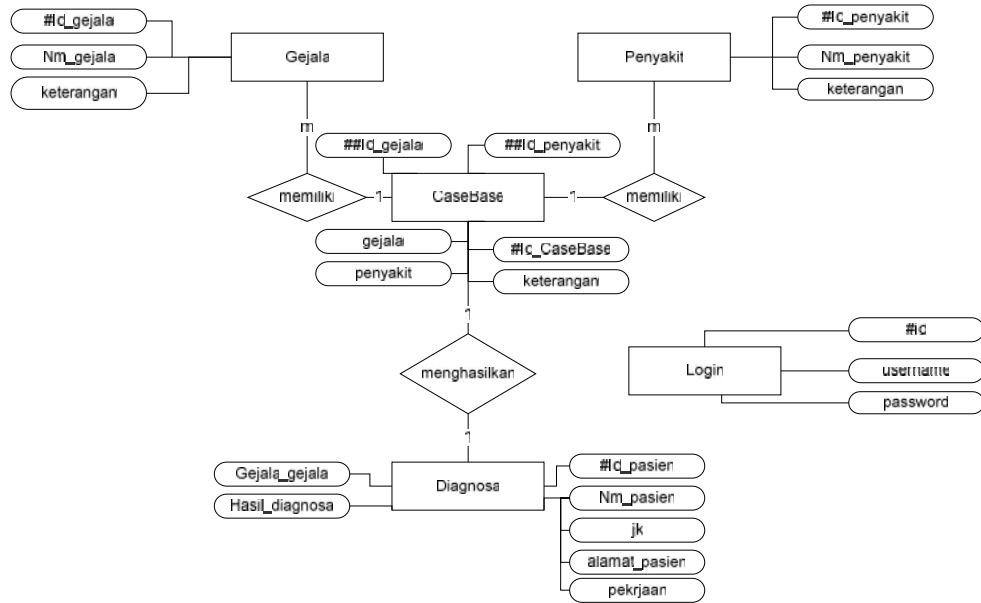 #Id_gejala
Nm_gejala
keterangan
Gejala
Penyakit
#Id_penyakit
Nm_penyakit
keterangan
m
m
##Id_gejala
##Id_penyakit
memiliki
1
CaseBase
1
memiliki
gejala
penyakit
#Id_CaseBase
keterangan
1
menghasilkan
1
#id
Login
username
password
Gejala_gejala
Hasil_diagnosa
Diagnosa
#Id_pasien
Nm_pasien
jk
alamat_pasien
pekrjaan